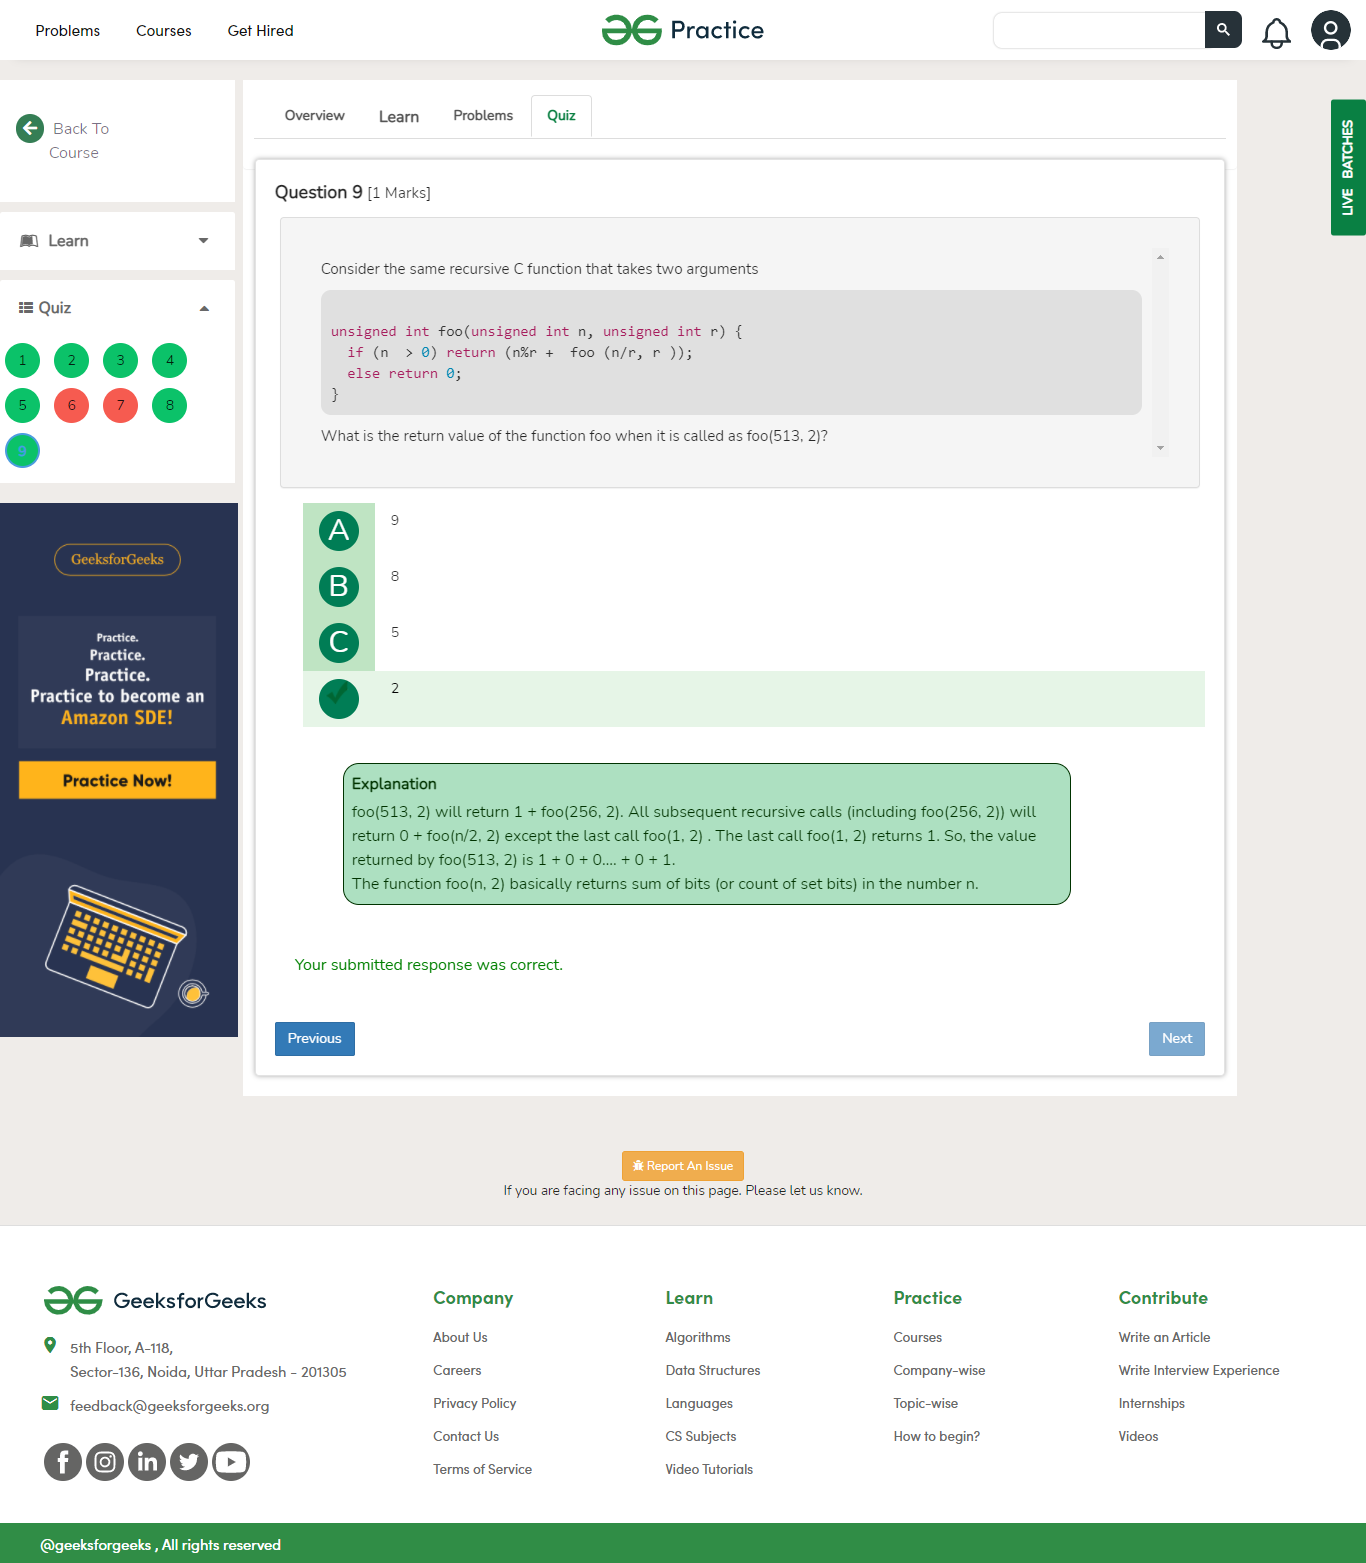 Problems Courses Get Hired
Practice
Back To
Course
Learn
Quiz
1 2 3 4
5 6 7 8
9
GeeksforGeeks
Practice.
Practice.
Practice.
Practice to become an
Amazon SDE!
Practice Now!
Overview Learn Problems Quiz
Question 9 [1 Marks]
Consider the same recursive C function that takes two arguments
unsigned int foo(unsigned int n, unsigned int r) {
if (n  > 0) return (n%r +  foo (n/r, r ));
else return 0;
}
What is the return value of the function foo when it is called as foo(513, 2)?
A 9
B 8
C 5
2
Explanation
foo(513, 2) will return 1 + foo(256, 2). All subsequent recursive calls (including foo(256, 2)) will
return 0 + foo(n/2, 2) except the last call foo(1, 2) . The last call foo(1, 2) returns 1. So, the value
returned by foo(513, 2) is 1 + 0 + 0.... + 0 + 1.
The function foo(n, 2) basically returns sum of bits (or count of set bits) in the number n.
Your submitted response was correct.
Previous Next
LIVE BATCHES
Report An Issue
If you are facing any issue on this page. Please let us know.
GeeksforGeeks
5th Floor, A-118,
Sector-136, Noida, Uttar Pradesh - 201305
feedback@geeksforgeeks.org
Company
About Us
Careers
Privacy Policy
Contact Us
Terms of Service
Learn
Algorithms
Data Structures
Languages
CS Subjects
Video Tutorials
Practice
Courses
Company-wise
Topic-wise
How to begin?
Contribute
Write an Article
Write Interview Experience
Internships
Videos
@geeksforgeeks , All rights reserved